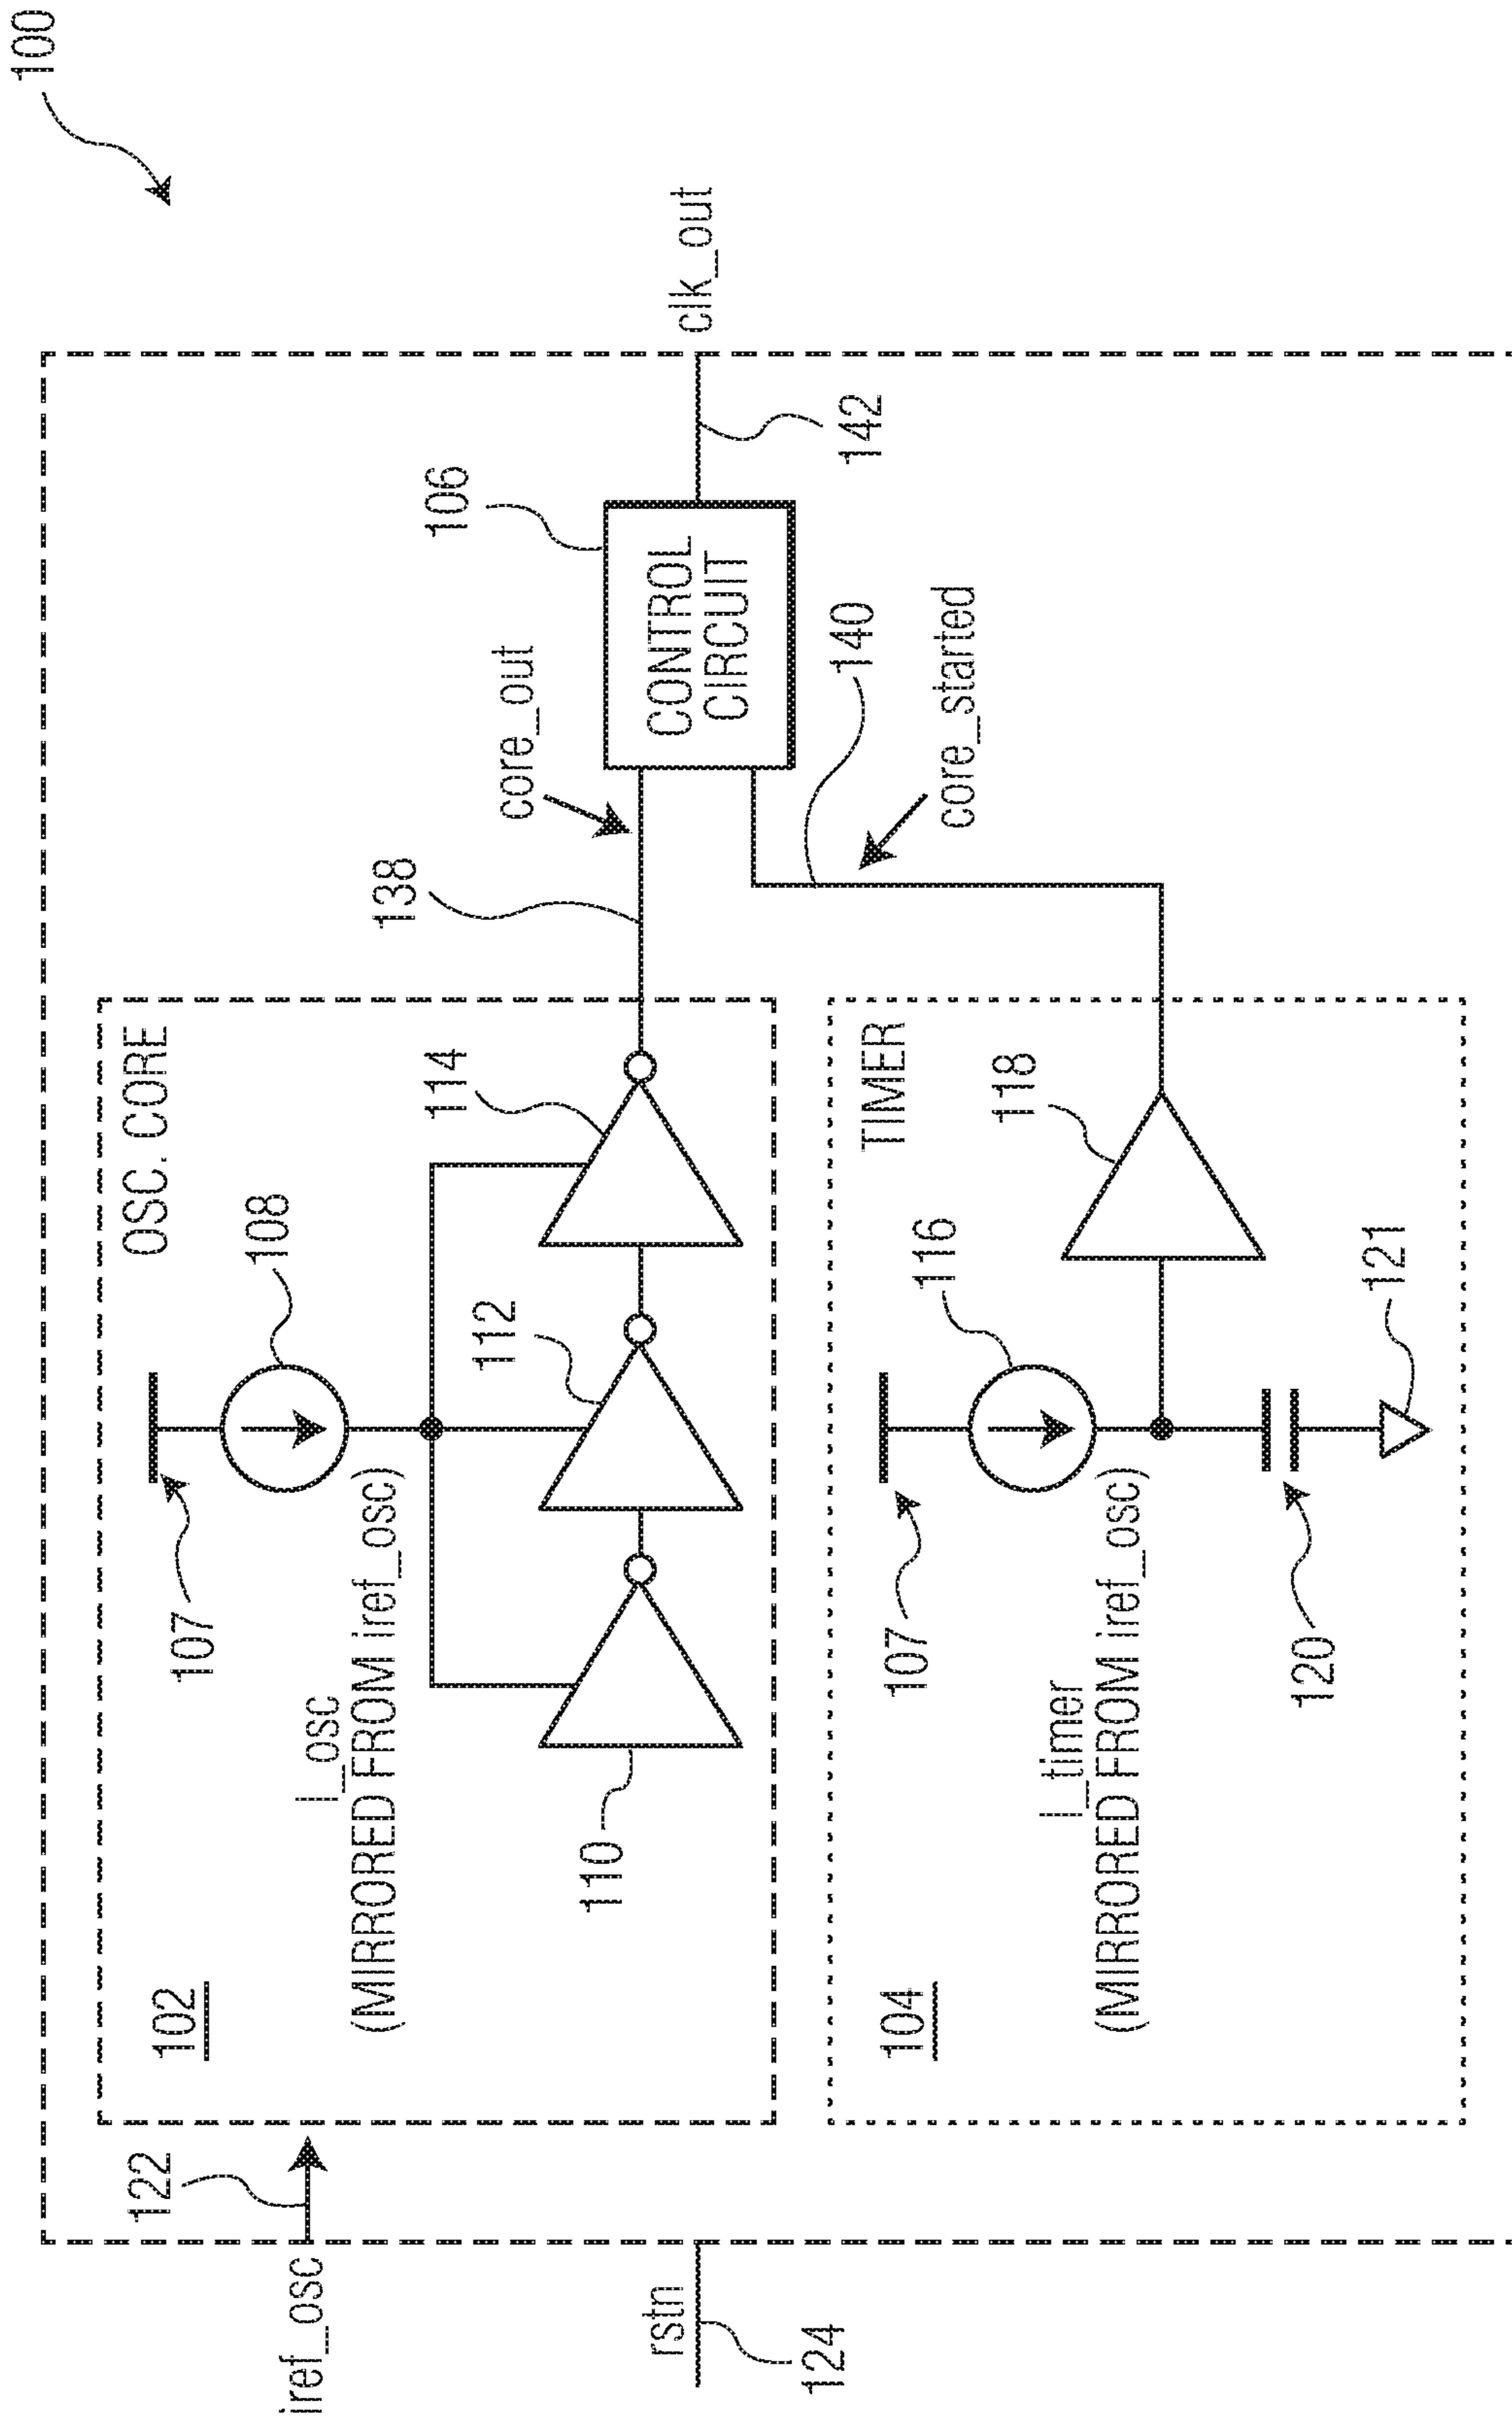 100
iref_osc
122
rstn
124
102
OSC. CORE
107
108
i_osc
(MIRRORED FROM iref_osc)
110
112
114
138
core_out
106
CONTROL
CIRCUIT
142
clk_out
140
core_started
104
TIMER
107
116
i_timer
(MIRRORED FROM iref_osc)
118
120
121